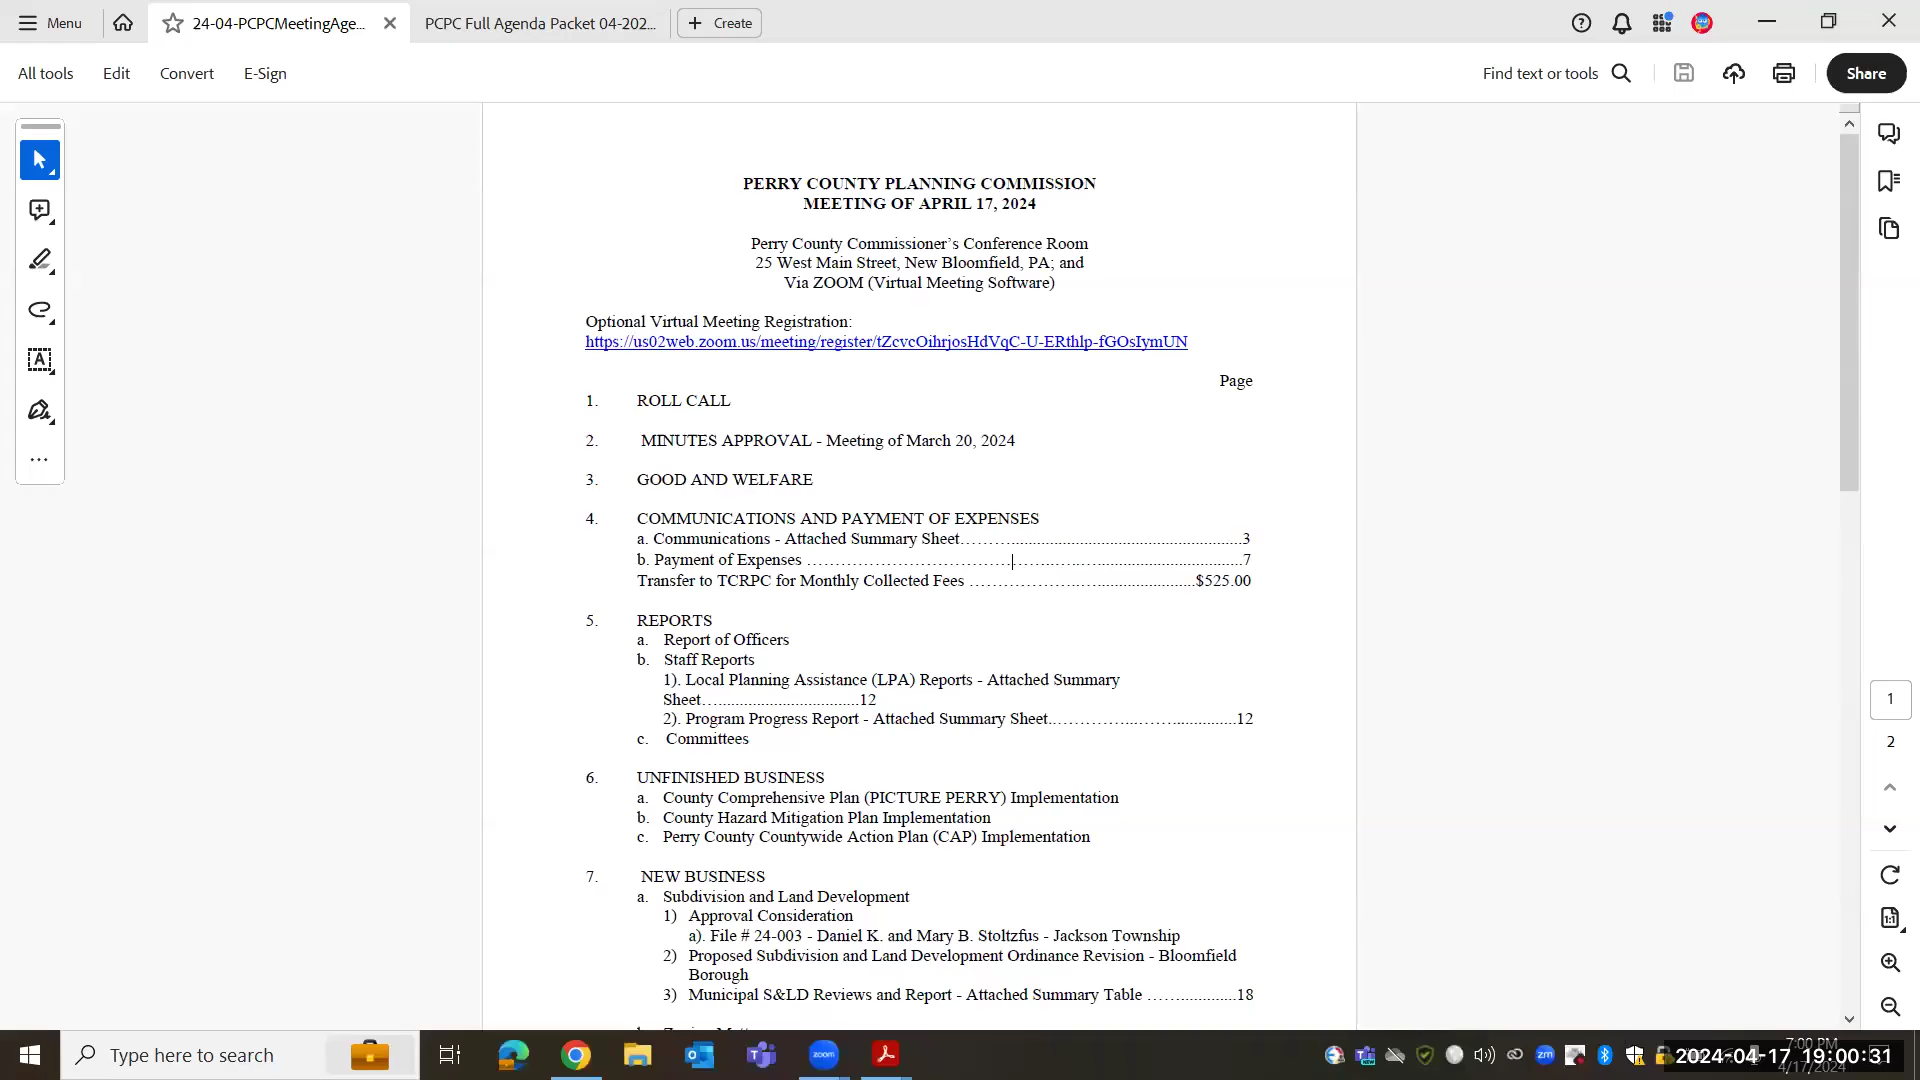 Menu
24-04-PCPCMeetingAge...
PCPC Full Agenda Packet 04-202...
Create
All tools
Edit
Convert
E-Sign
Find text or tools
Share
PERRY COUNTY PLANNING COMMISSION
MEETING OF APRIL 17, 2024
Perry County Commissioner’s Conference Room
25 West Main Street, New Bloomfield, PA; and
Via ZOOM (Virtual Meeting Software)
Optional Virtual Meeting Registration:
https://us02web.zoom.us/meeting/register/tZcvcOihrjosHdVqC-U-ERthlp-fGOsIymUN
Page
1. ROLL CALL
2. MINUTES APPROVAL - Meeting of March 20, 2024
3. GOOD AND WELFARE
4. COMMUNICATIONS AND PAYMENT OF EXPENSES
a. Communications - Attached Summary Sheet……….....................................................3
b. Payment of Expenses ……………………………………………….................................7
Transfer to TCRPC for Monthly Collected Fees …………………….......................$525.00
5. REPORTS
a. Report of Officers
b. Staff Reports
1). Local Planning Assistance (LPA) Reports - Attached Summary
Sheet….................................12
2). Program Progress Report - Attached Summary Sheet..…………...……..............12
c. Committees
6. UNFINISHED BUSINESS
a. County Comprehensive Plan (PICTURE PERRY) Implementation
b. County Hazard Mitigation Plan Implementation
c. Perry County Countywide Action Plan (CAP) Implementation
7. NEW BUSINESS
a. Subdivision and Land Development
1) Approval Consideration
a). File # 24-003 - Daniel K. and Mary B. Stoltzfus - Jackson Township
2) Proposed Subdivision and Land Development Ordinance Revision - Bloomfield
Borough
3) Municipal S&LD Reviews and Report - Attached Summary Table ……..............18
1
2
Type here to search
zoom
zm
7:00 PM
4/17/2024
2024-04-17 19:00:31